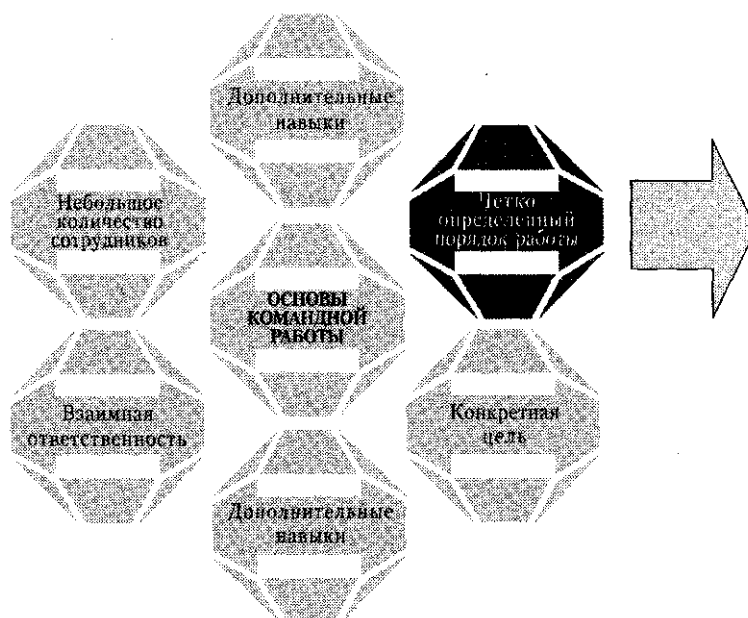 Дополнительные
навыки
Небольшое
количество
сотрудников
Четко
определенный
порядок работы
ОСНОВЫ
КОМАНДНОЙ
РАБОТЫ
Взаимная
ответственность
Конкретная
цель
Дополнительные
навыки